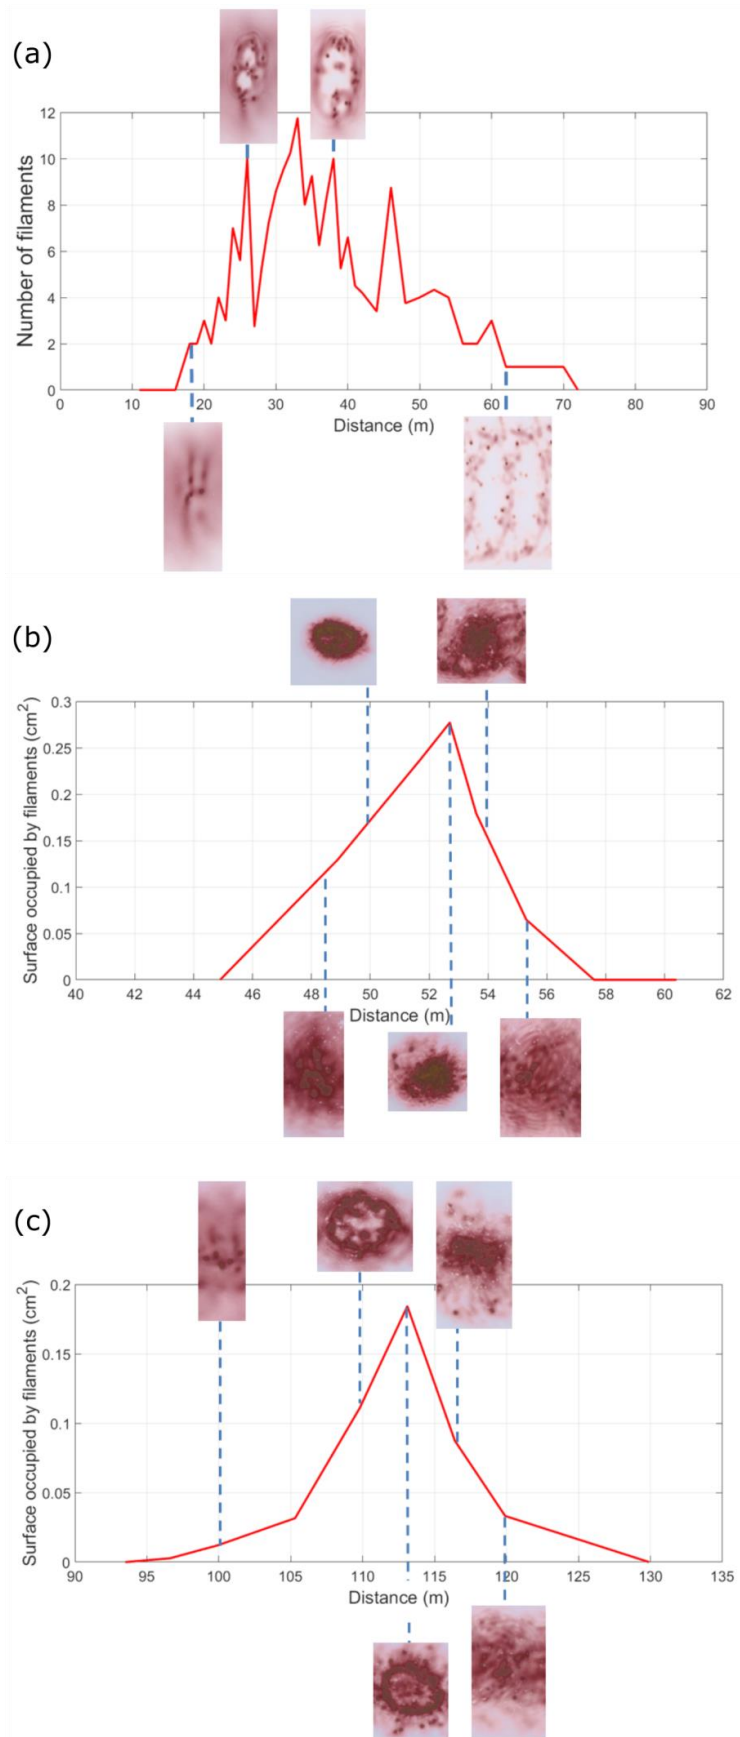 (a)
Number of filaments
12
10
8
6
4
2
0
0 10 20 30 40 50 60 70 80 90
Distance (m)
(b)
Surface occupied by filaments (cm2)
0.3
0.25
0.2
0.15
0.1
0.05
0
40 42 44 46 48 50 52 54 56 58 60 62
Distance (m)
(c)
Surface occupied by filaments (cm2)
0.2
0.15
0.1
0.05
0
90 95 100 105 110 115 120 125 130 135
Distance (m)